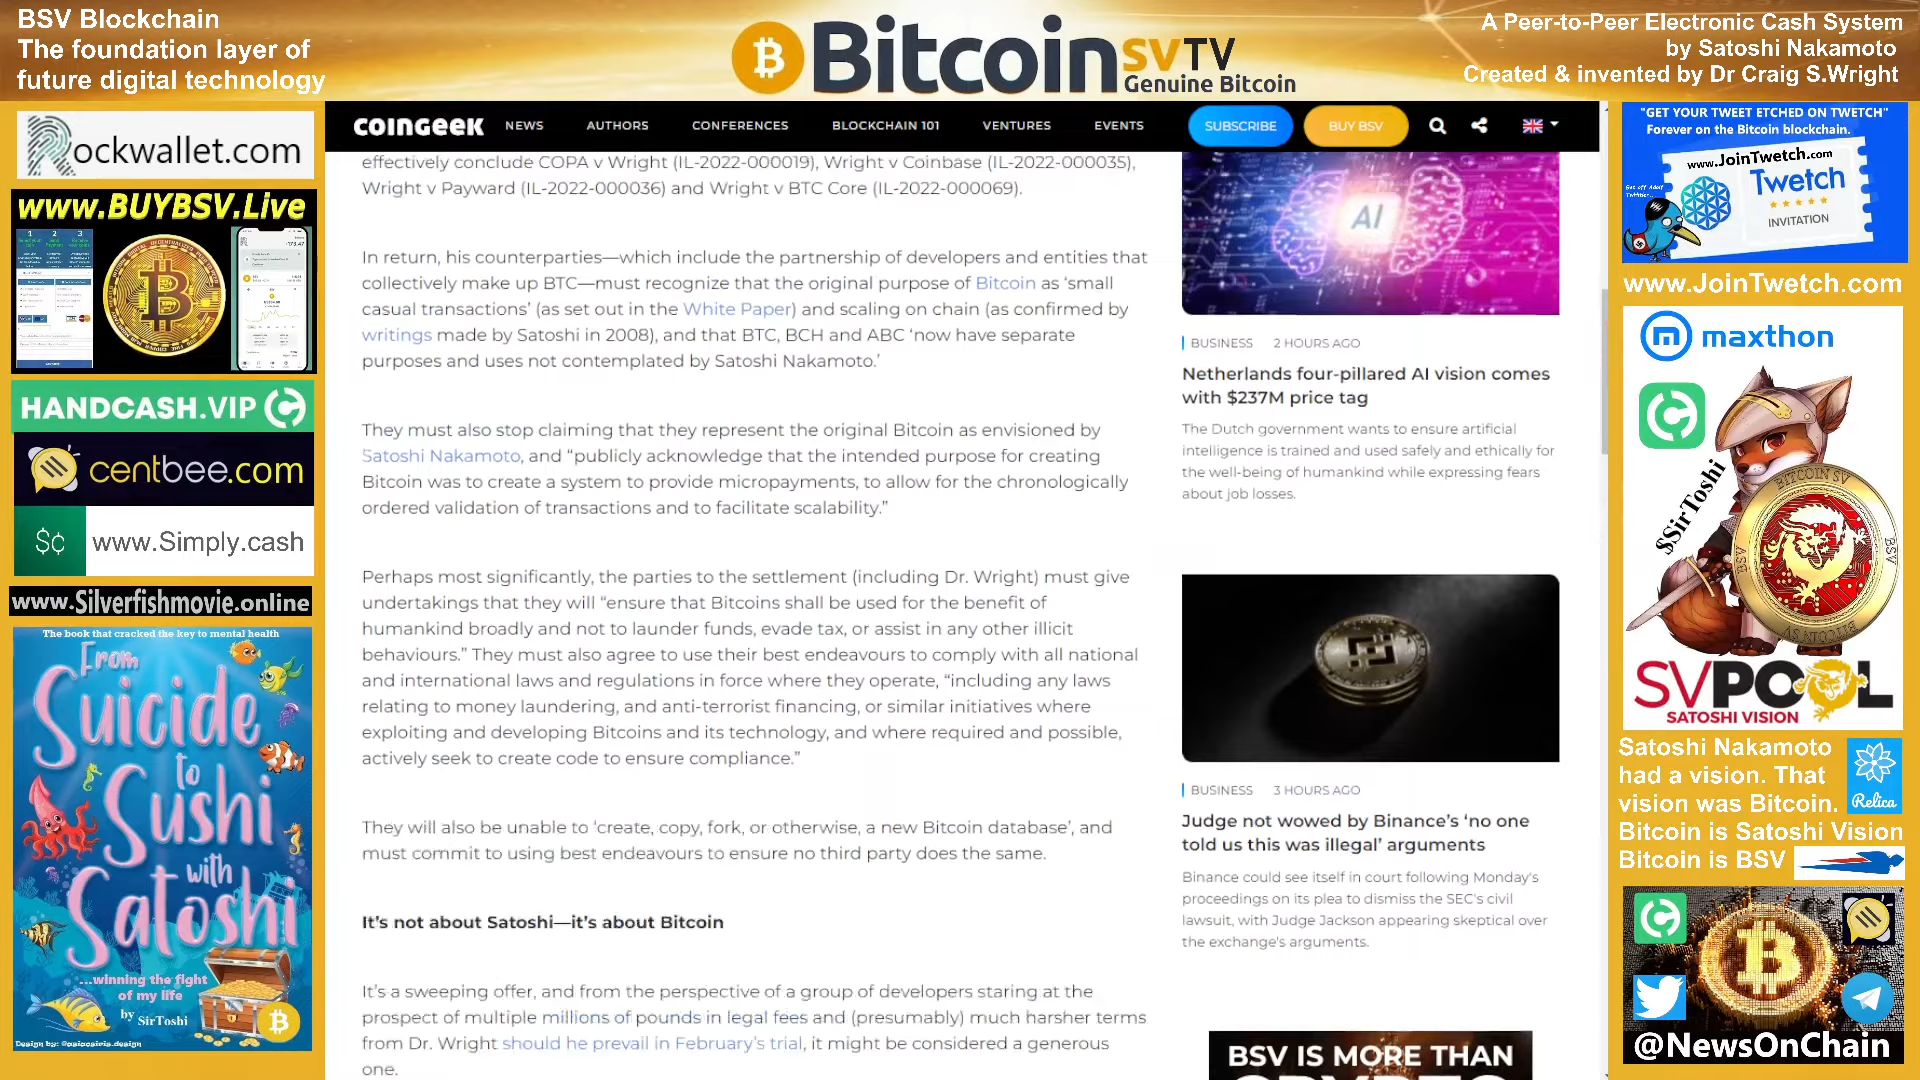 BSV Blockchain
The foundation layer of
future digital technology
Bitcoin SVTV
Genuine Bitcoin
A Peer-to-Peer Electronic Cash System
by Satoshi Nakamoto
Created & invented by Dr Craig S.Wright
Rockwallet.com
www.BUYBSV.Live
HANDCASH.VIP
centbee.com
$c www.Simply.cash
www.Silverfishmovie.online
The book that cracked the key to mental health
From
Suicide
to
Sushi
with
Satoshi
...winning the fight
of my life
by SirToshi
COINGEEK NEWS AUTHORS CONFERENCES BLOCKCHAIN 101 VENTURES EVENTS SUBSCRIBE BUY BSV
effectively conclude COPA v Wright (IL-2022-000019), Wright v Coinbase (IL-2022-000035),
Wright v Payward (IL-2022-000036) and Wright v BTC Core (IL-2022-000069).
In return, his counterparties—which include the partnership of developers and entities that
collectively make up BTC—must recognize that the original purpose of Bitcoin as ‘small
casual transactions’ (as set out in the White Paper) and scaling on chain (as confirmed by
writings made by Satoshi in 2008), and that BTC, BCH and ABC ‘now have separate
purposes and uses not contemplated by Satoshi Nakamoto.’
They must also stop claiming that they represent the original Bitcoin as envisioned by
Satoshi Nakamoto, and “publicly acknowledge that the intended purpose for creating
Bitcoin was to create a system to provide micropayments, to allow for the chronologically
ordered validation of transactions and to facilitate scalability.”
Perhaps most significantly, the parties to the settlement (including Dr. Wright) must give
undertakings that they will “ensure that Bitcoins shall be used for the benefit of
humankind broadly and not to launder funds, evade tax, or assist in any other illicit
behaviours.” They must also agree to use their best endeavours to comply with all national
and international laws and regulations in force where they operate, “including any laws
relating to money laundering, and anti-terrorist financing, or similar initiatives where
exploiting and developing Bitcoins and its technology, and where required and possible,
actively seek to create code to ensure compliance.”
They will also be unable to ‘create, copy, fork, or otherwise, a new Bitcoin database’, and
must commit to using best endeavours to ensure no third party does the same.
It’s not about Satoshi—it’s about Bitcoin
It’s a sweeping offer, and from the perspective of a group of developers staring at the
prospect of multiple millions of pounds in legal fees and (presumably) much harsher terms
from Dr. Wright should he prevail in February’s trial, it might be considered a generous
one.
AI
BUSINESS 2 HOURS AGO
Netherlands four-pillared AI vision comes
with $237M price tag
The Dutch government wants to ensure artificial
intelligence is trained and used safely and ethically for
the well-being of humankind while expressing fears
about job losses.
BUSINESS 3 HOURS AGO
Judge not wowed by Binance’s ‘no one
told us this was illegal’ arguments
Binance could see itself in court following Monday's
proceedings on its plea to dismiss the SEC's civil
lawsuit, with Judge Jackson appearing skeptical over
the exchange's arguments.
BSV IS MORE THAN
"GET YOUR TWEET ETCHED ON TWETCH"
Forever on the Bitcoin blockchain.
www.JoinTwetch.com
Twetch
INVITATION
www.JoinTwetch.com
maxthon
$SirToshi
BITCOIN SV
BSV
BSV
SVPOOL
SATOSHI VISION
Satoshi Nakamoto
had a vision. That
vision was Bitcoin. Relica
Bitcoin is Satoshi Vision
Bitcoin is BSV
@NewsOnChain